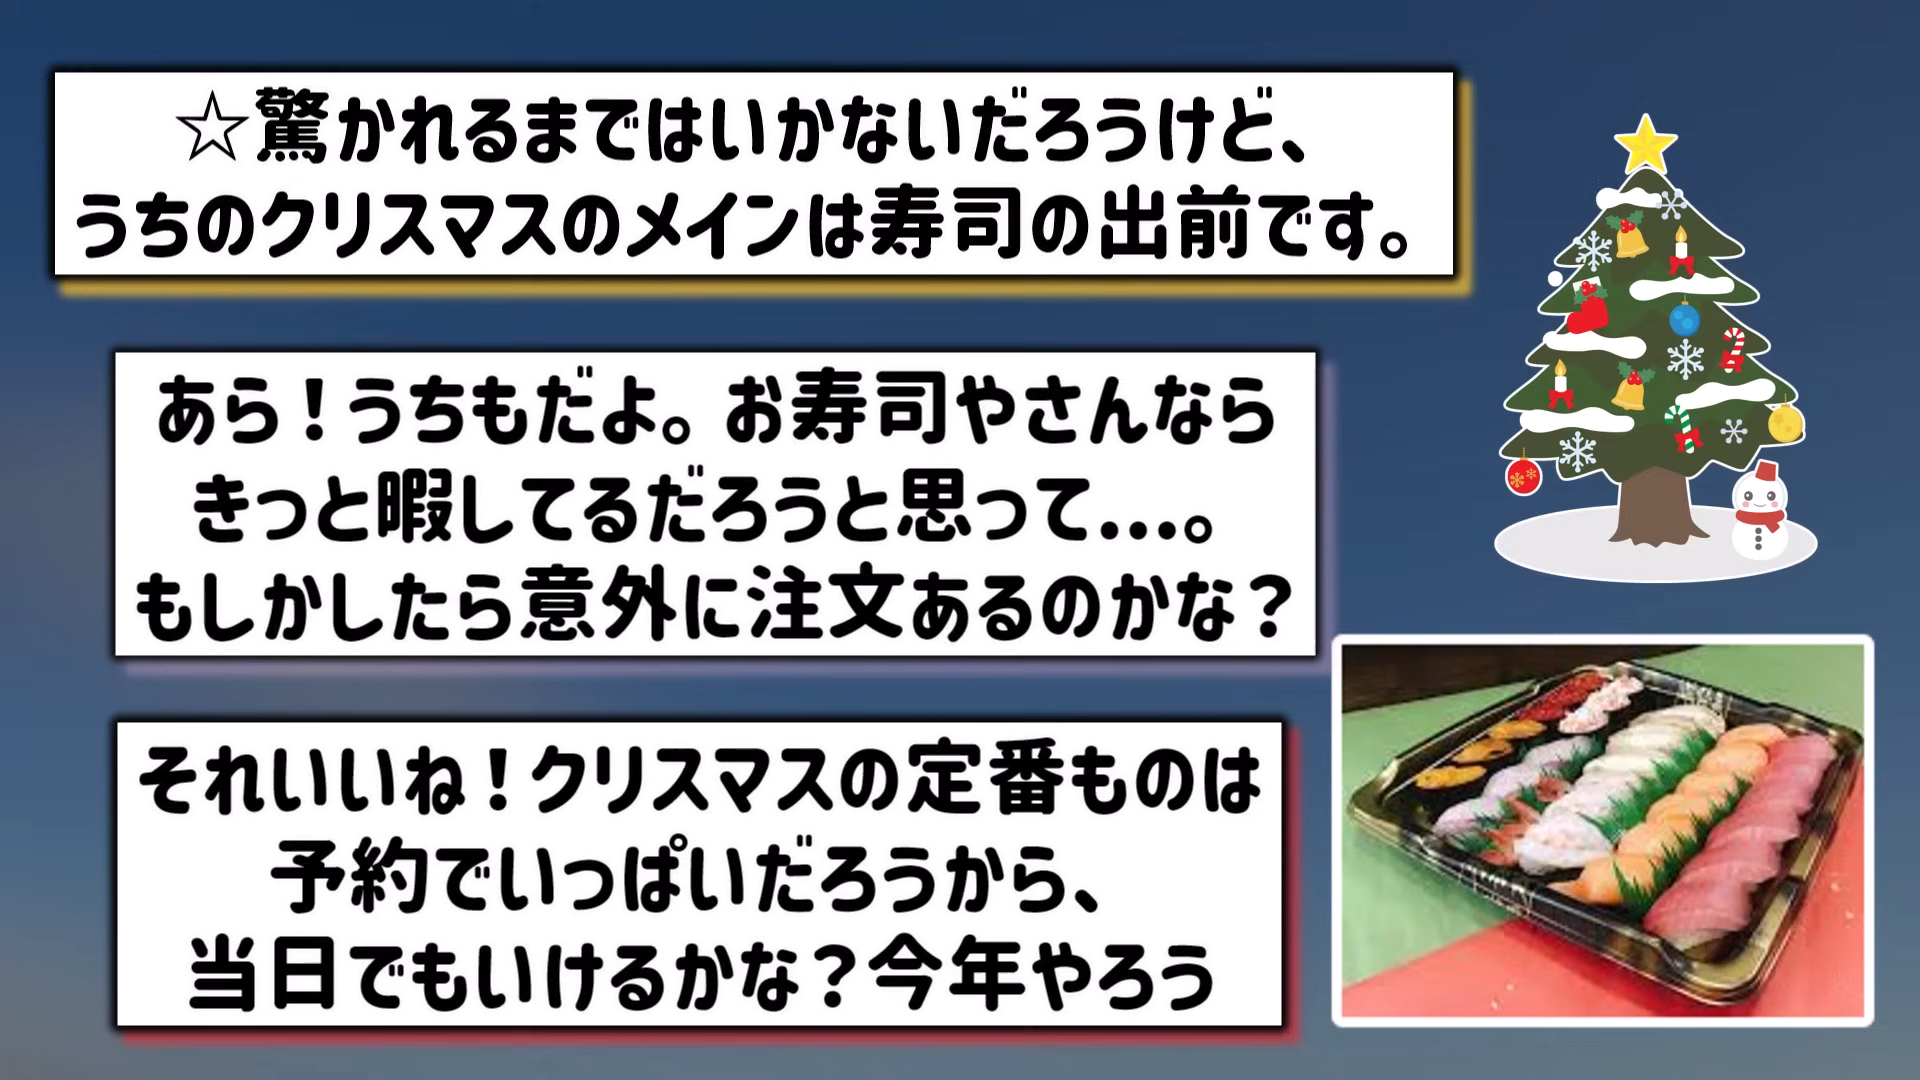 ☆驚かれるまではいかないだろうけど、
うちのクリスマスのメインは寿司の出前です。
あら！うちもだよ。お寿司やさんなら
きっと暇してるだろうと思って…。
もしかしたら意外に注文あるのかな？
それいいね！クリスマスの定番ものは
予約でいっぱいだろうから、
当日でもいけるかな？今年やろう